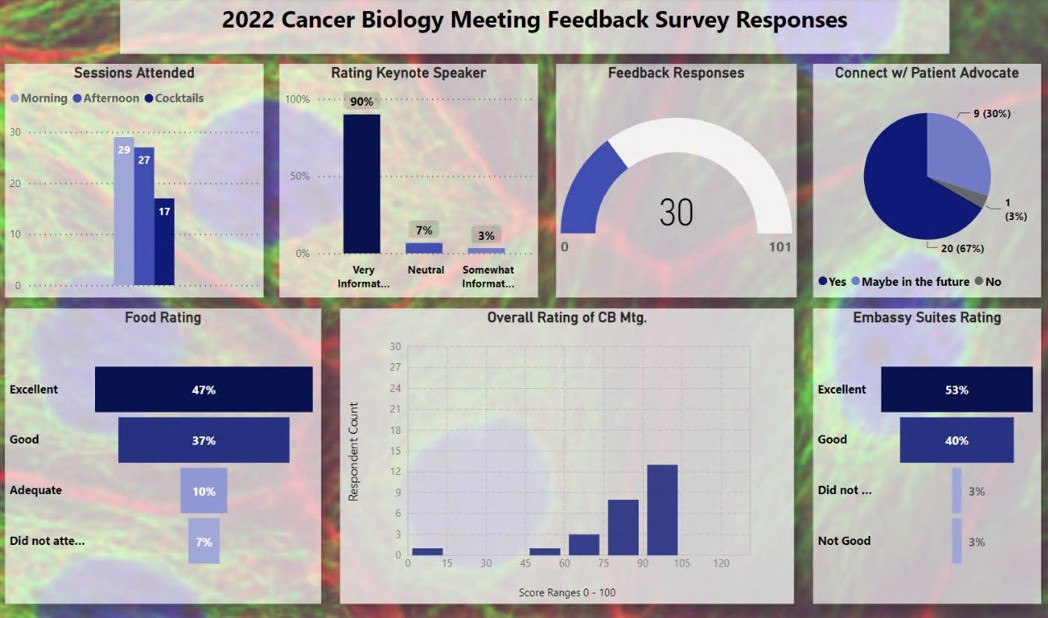 2022 Cancer Biology Meeting Feedback Survey Responses
Sessions Attended
Morning Afternoon Cocktails
30
20
10
0
29
27
17
Rating Keynote Speaker
100%
50%
0%
90%
7%
3%
Very
Informat...
Neutral
Somewhat
Informat...
Feedback Responses
30
0
101
Connect w/ Patient Advocate
9 (30%)
1
(3%)
20 (67%)
Yes Maybe in the future No
Food Rating
Excellent
47%
Good
37%
Adequate
10%
Did not atte...
7%
Overall Rating of CB Mtg.
Respondent Count
30
27
24
21
18
15
12
9
6
3
0
0 15 30 45 60 75 90 105 120
Score Ranges 0 - 100
Embassy Suites Rating
Excellent
53%
Good
40%
Did not ...
3%
Not Good
3%